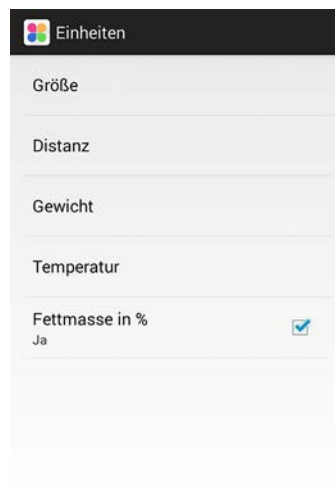 Einheiten
Größe
Distanz
Gewicht
Temperatur
Fettmasse in %
Ja